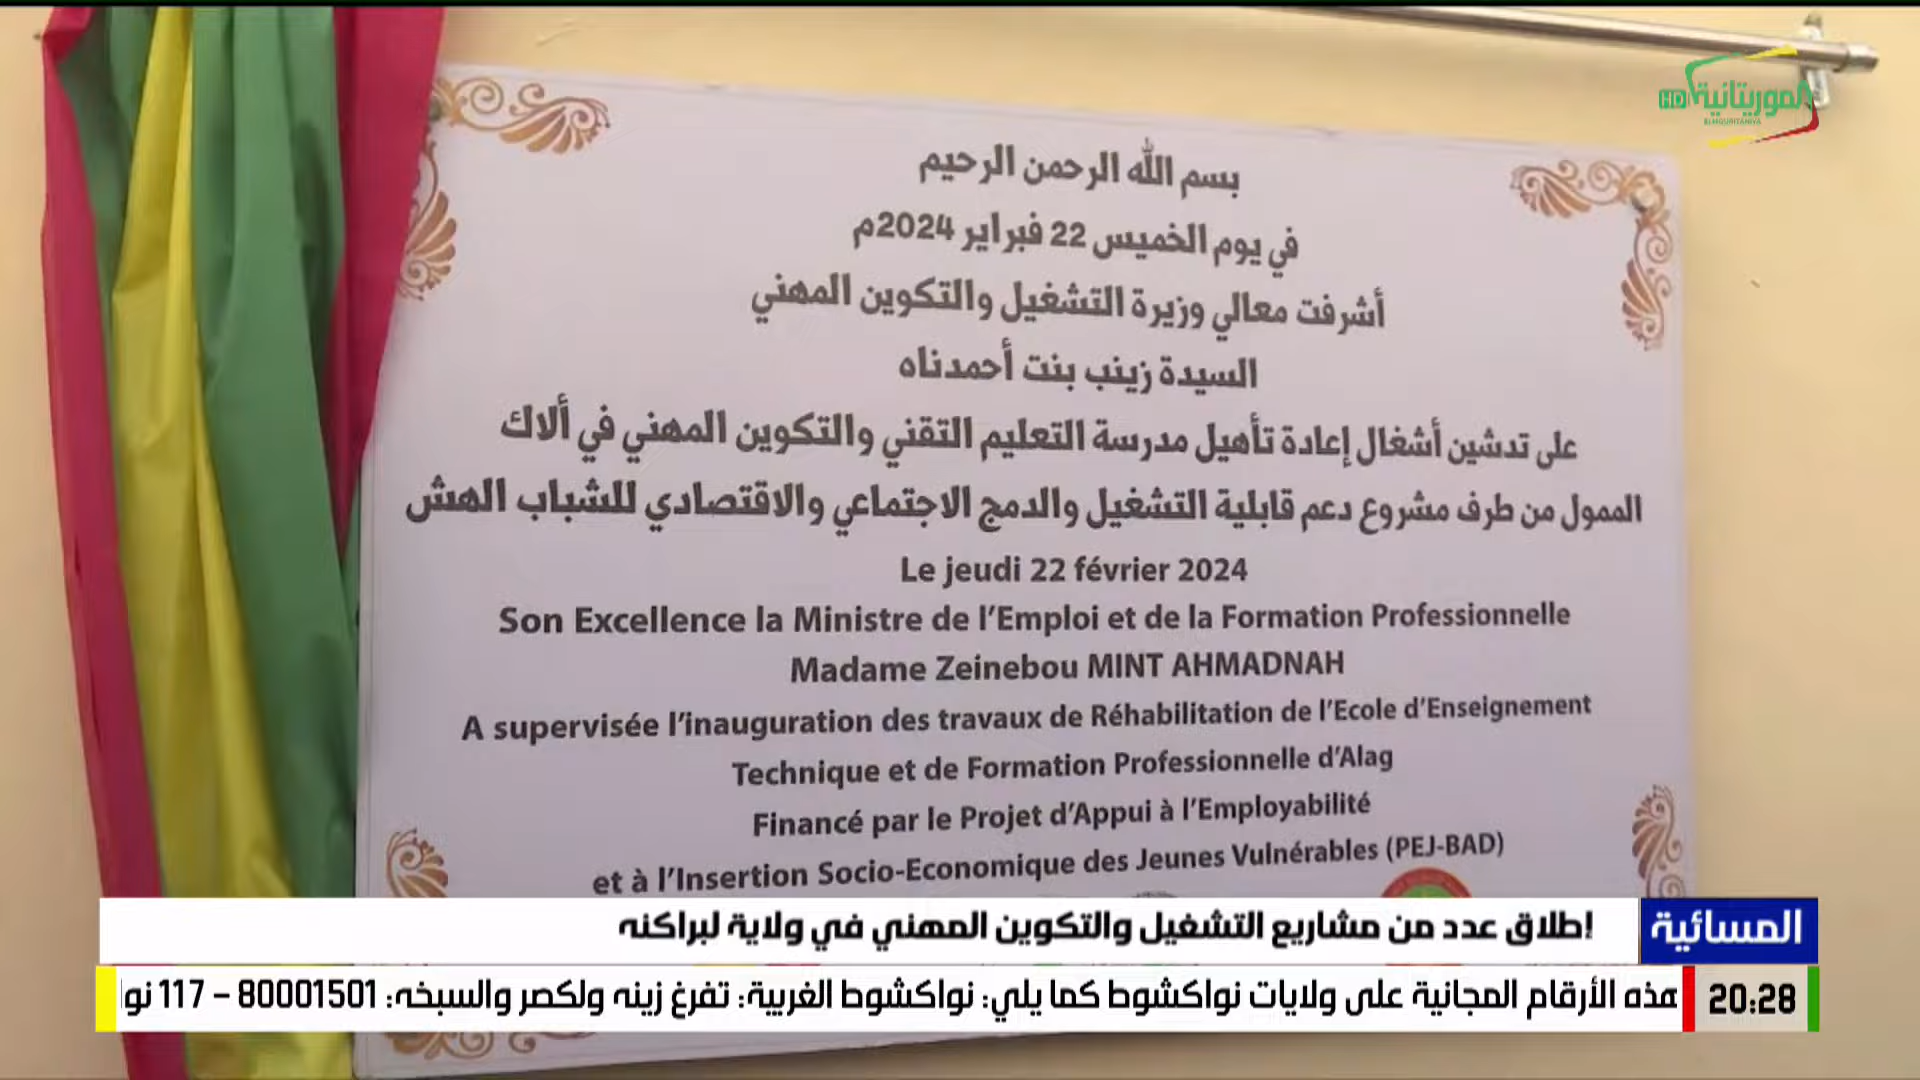 الموريتانية
HD
ELMOURITANIYA
بسم الله الرحمن الرحيم
في يوم الخميس 22 فبراير 2024م
أشرفت معالي وزيرة التشغيل والتكوين المهني
السيدة زينب بنت أحمدناه
على تدشين أشغال إعادة تأهيل مدرسة التعليم التقني والتكوين المهني في ألاك
الممول من طرف مشروع دعم قابلية التشغيل والدمج الاجتماعي والاقتصادي للشباب الهش
Le jeudi 22 février 2024
Son Excellence la Ministre de l’Emploi et de la Formation Professionnelle
Madame Zeinebou MINT AHMADNAH
A supervisée l’inauguration des travaux de Réhabilitation de l’Ecole d’Enseignement
Technique et de Formation Professionnelle d’Alag
Financé par le Projet d’Appui à l’Employabilité
et à l’Insertion Socio-Economique des Jeunes Vulnérables (PEJ-BAD)
المسائية
إطلاق عدد من مشاريع التشغيل والتكوين المهني في ولاية لبراكنه
20:28
هذه الأرقام المجانية على ولايات نواكشوط كما يلي: نواكشوط الغربية: تفرغ زينه ولكصر والسبخه: 80001501 – 117 نو